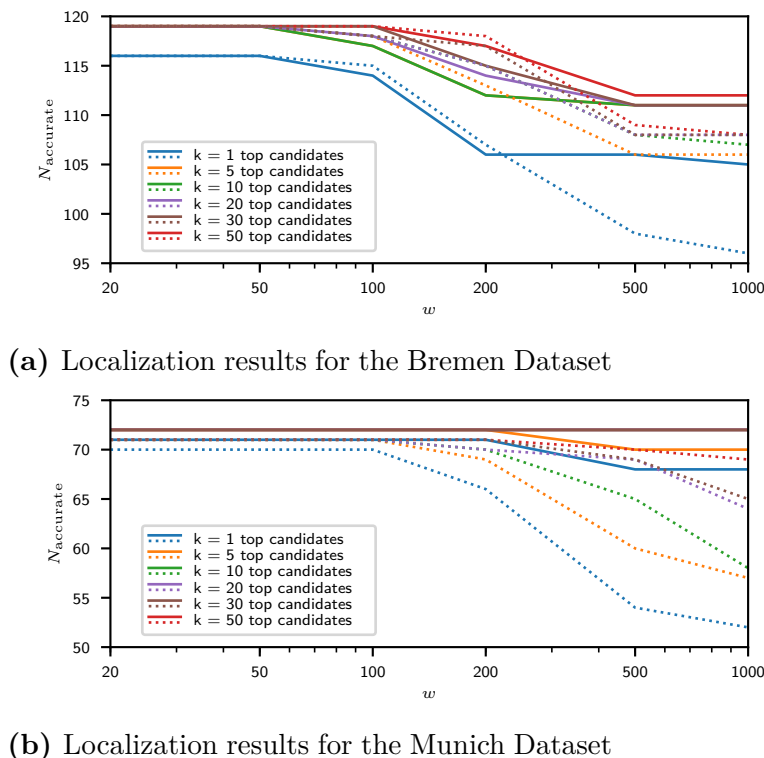 120
115
110
105
100
95
N_accurate
k = 1 top candidates
k = 5 top candidates
k = 10 top candidates
k = 20 top candidates
k = 30 top candidates
k = 50 top candidates
20 50 100 200 500 1000
w
(a) Localization results for the Bremen Dataset
75
70
65
60
55
50
N_accurate
k = 1 top candidates
k = 5 top candidates
k = 10 top candidates
k = 20 top candidates
k = 30 top candidates
k = 50 top candidates
20 50 100 200 500 1000
w
(b) Localization results for the Munich Dataset